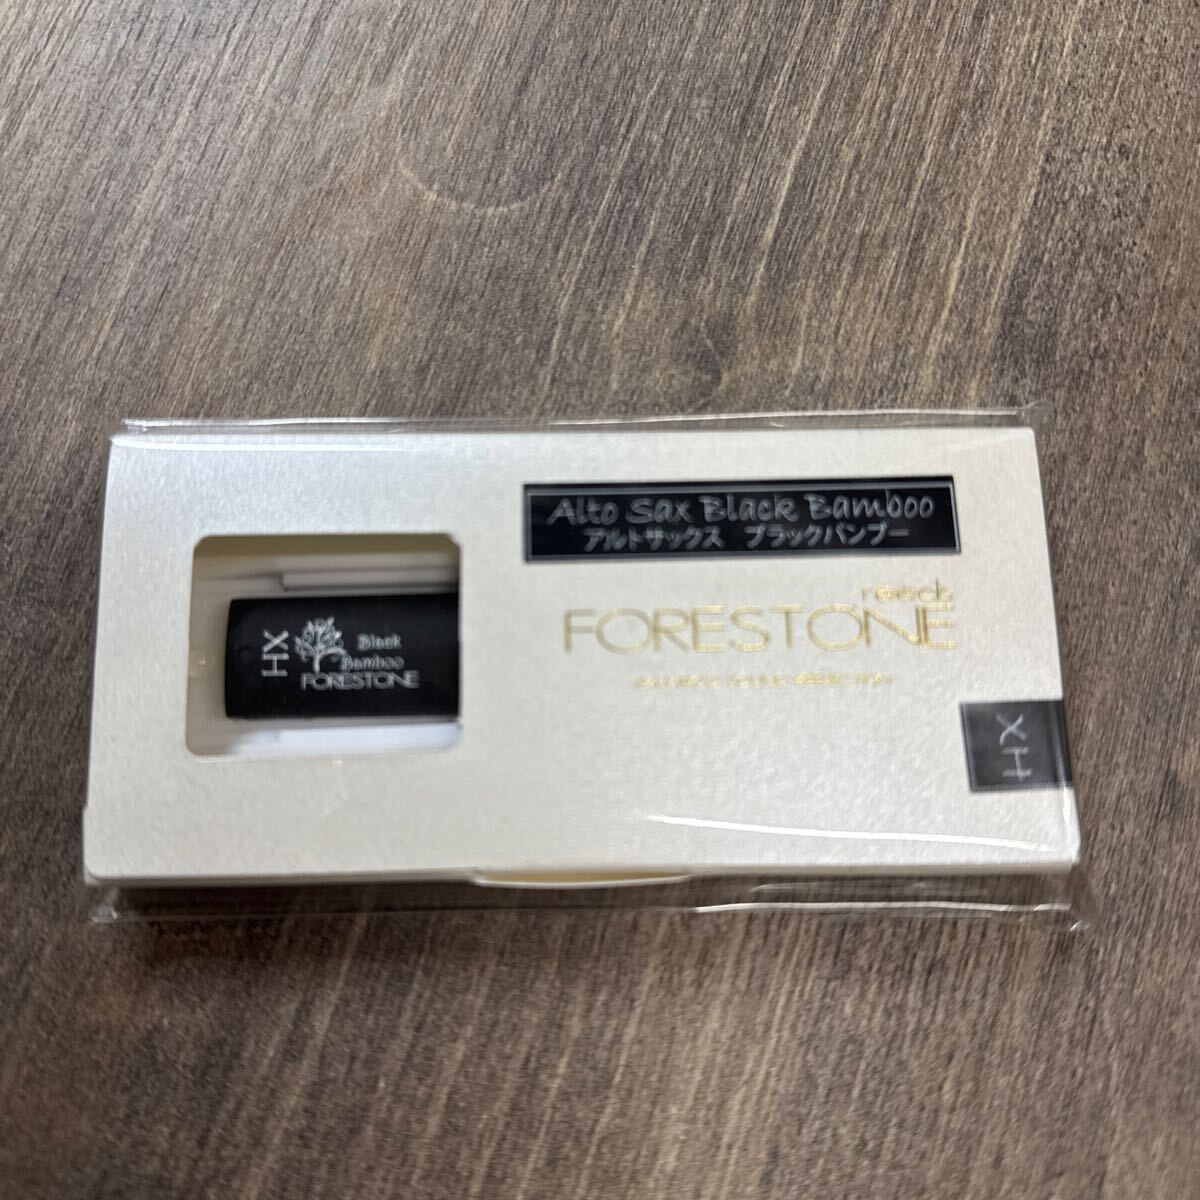 Alto Sax Black Bamboo
アルトサックス ブラックバンブー
reeds
FORESTONE
HX
Black
Bamboo
FORESTONE
HX